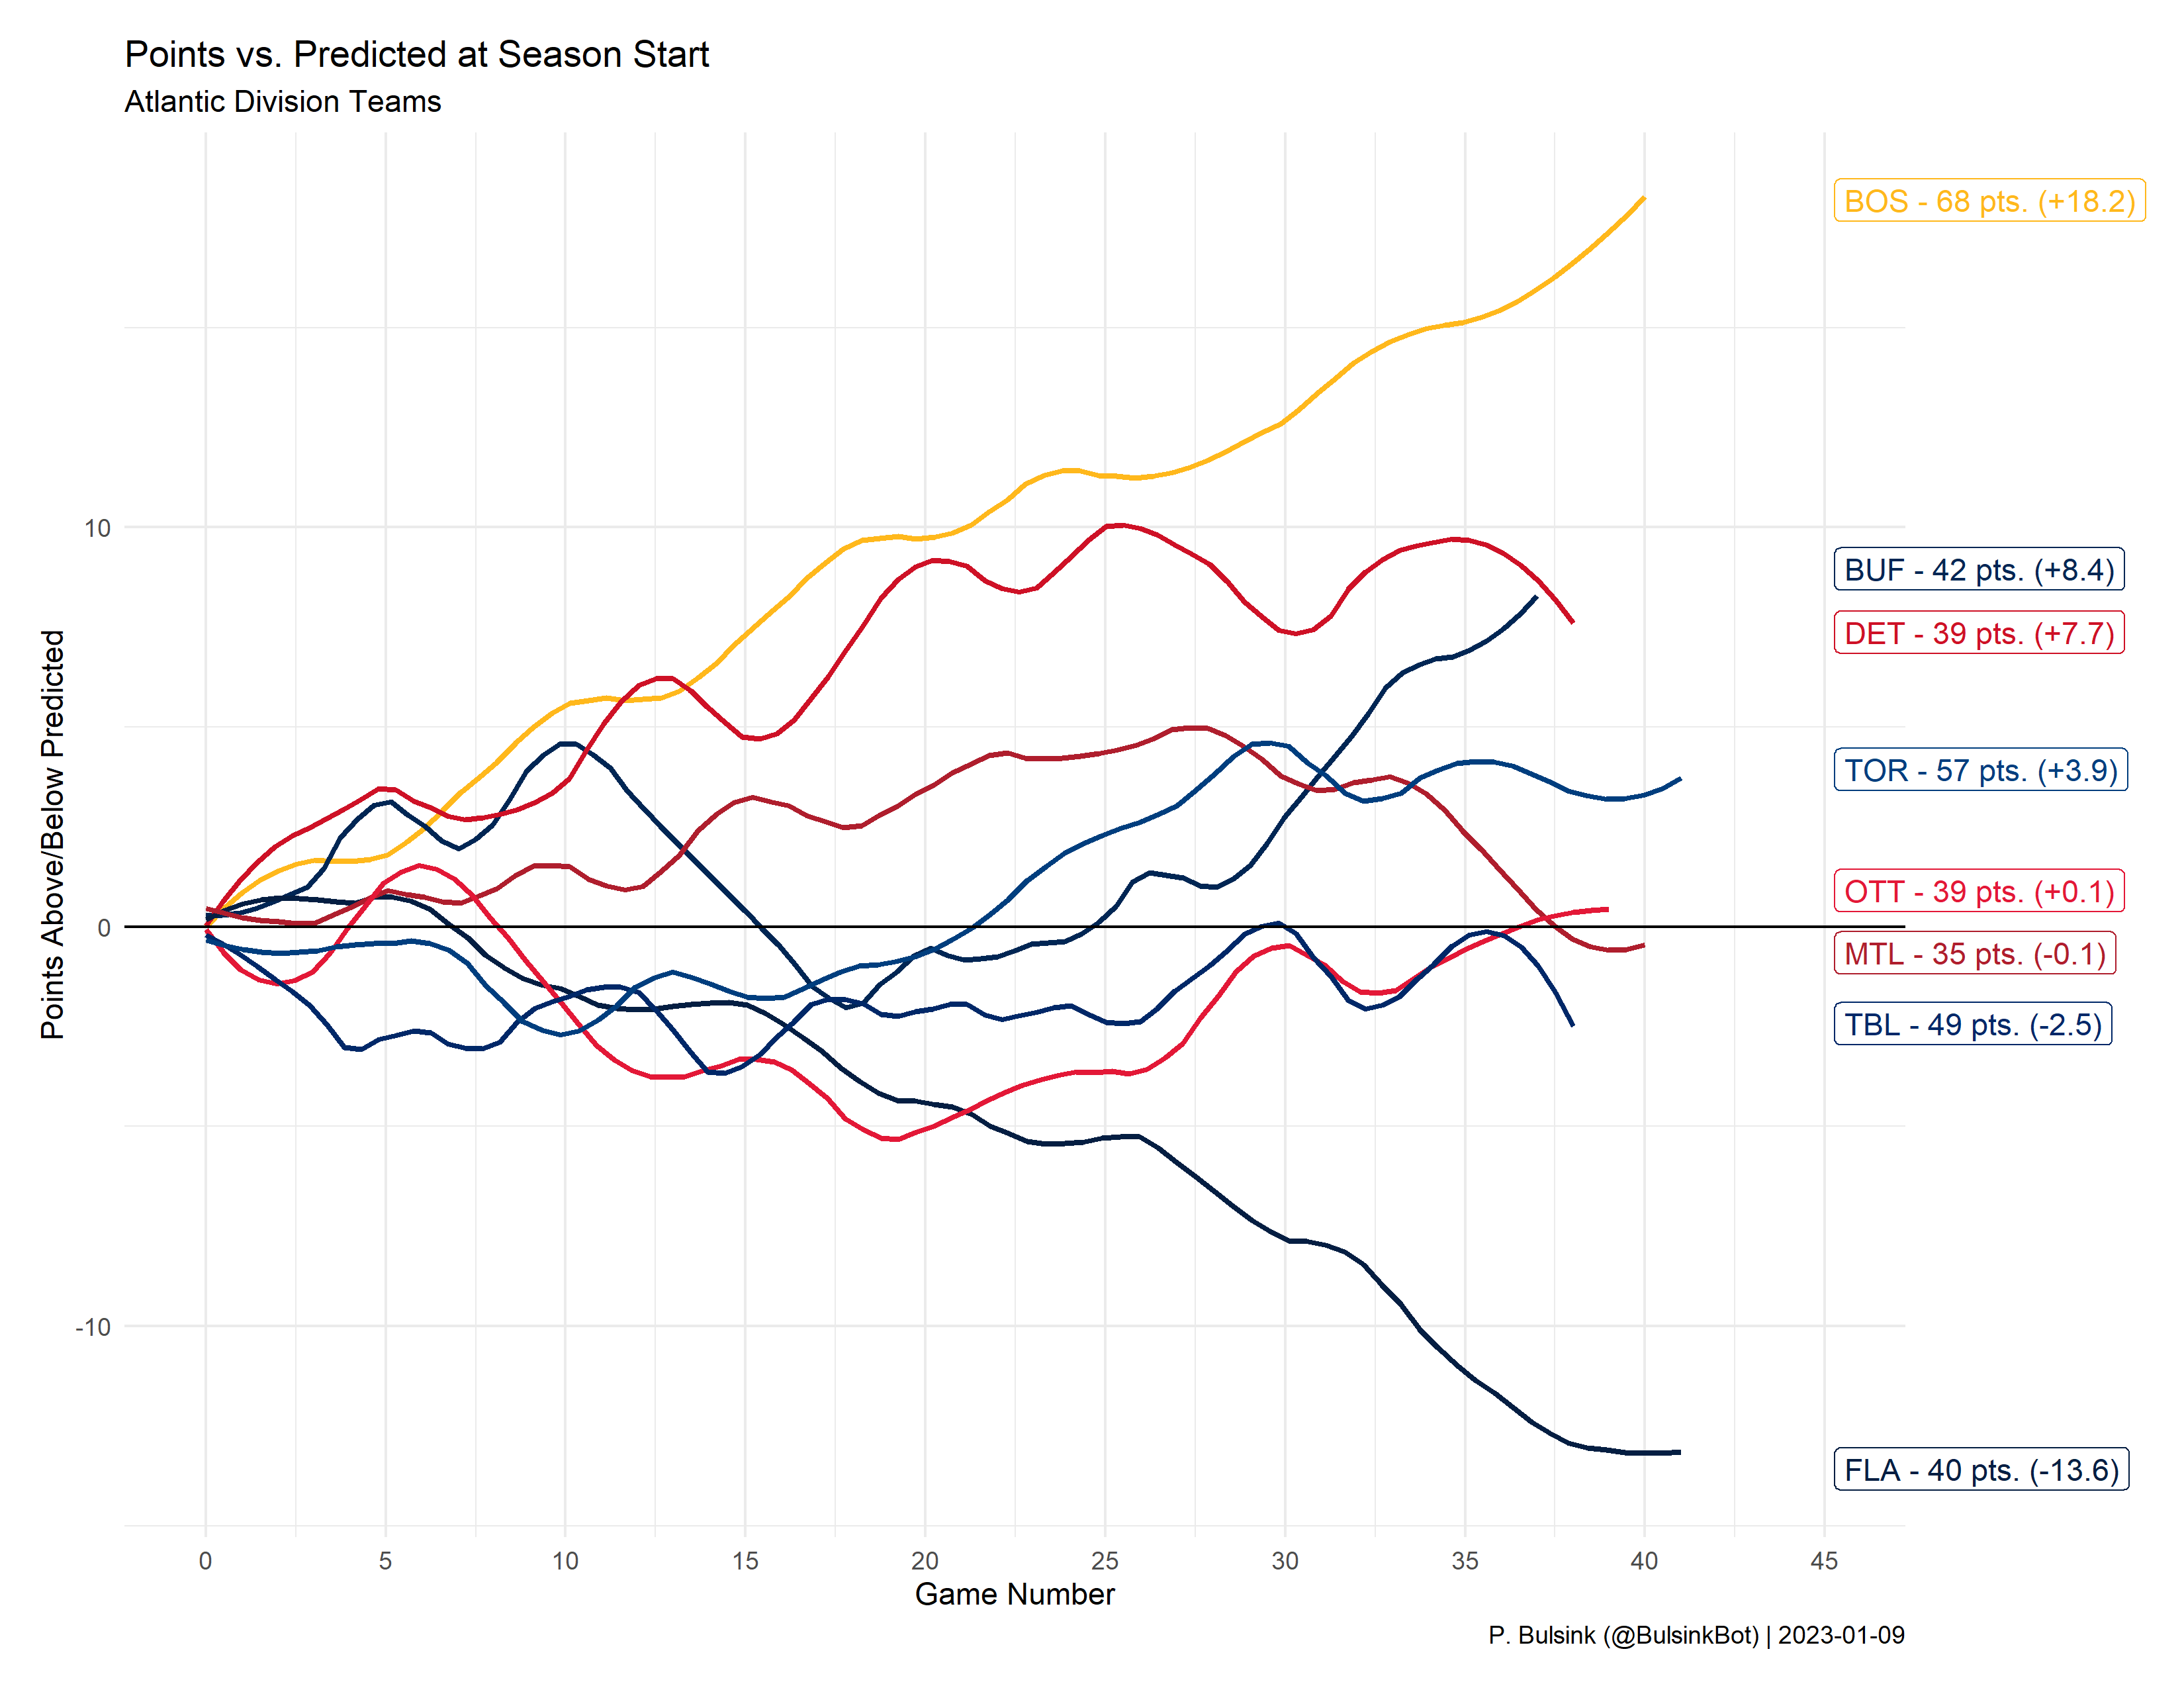 Points vs. Predicted at Season Start
Atlantic Division Teams
Points Above/Below Predicted
10
0
-10
BOS - 68 pts. (+18.2)
BUF - 42 pts. (+8.4)
DET - 39 pts. (+7.7)
TOR - 57 pts. (+3.9)
OTT - 39 pts. (+0.1)
MTL - 35 pts. (-0.1)
TBL - 49 pts. (-2.5)
FLA - 40 pts. (-13.6)
0 5 10 15 20 25 30 35 40 45
Game Number
P. Bulsink (@BulsinkBot) | 2023-01-09